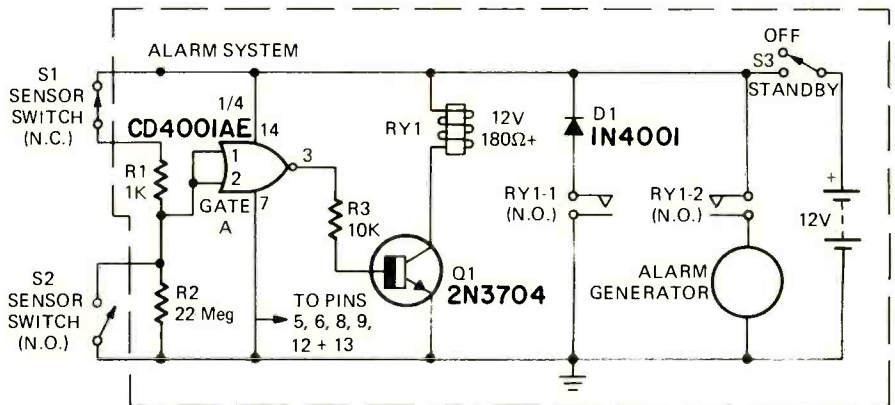 ALARM SYSTEM
OFF
S3
STANDBY
S1
SENSOR
SWITCH
(N.C.)
1/4
CD4001AE
14
1
2
3
7
GATE
A
R1
1K
R3
10K
RY1
12V
180Ω+
D1
1N4001
RY1-1
(N.O.)
RY1-2
(N.O.)
+
12V
S2
SENSOR
SWITCH
(N.O.)
R2
22 Meg
TO PINS
5, 6, 8, 9,
12 + 13
Q1
2N3704
ALARM
GENERATOR